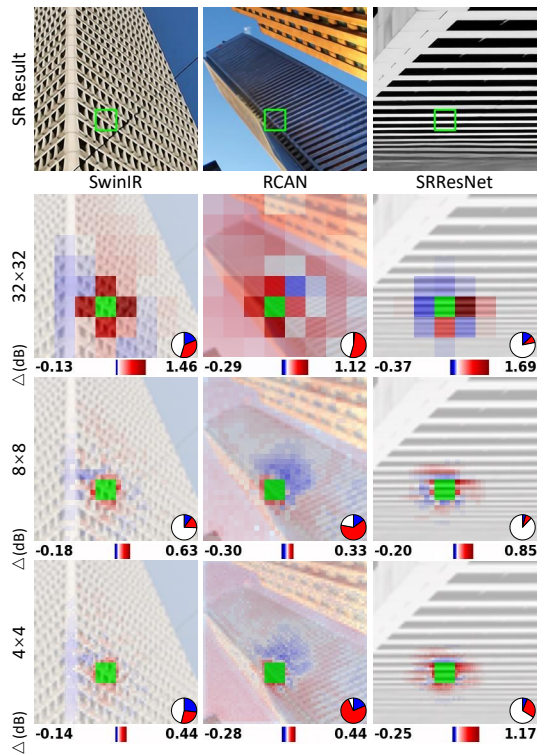 SR Result
SwinIR RCAN SRResNet
32×32
△ (dB) -0.13 1.46 -0.29 1.12 -0.37 1.69
8×8
△ (dB) -0.18 0.63 -0.30 0.33 -0.20 0.85
4×4
△ (dB) -0.14 0.44 -0.28 0.44 -0.25 1.17